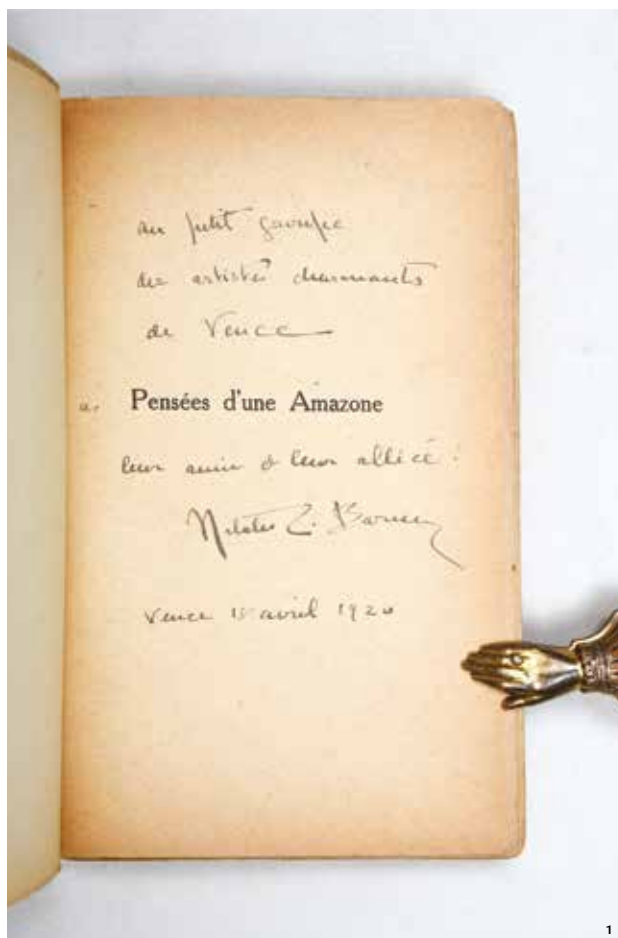 au petit groupe
des artistes charmants
de Vence
Pensées d'une Amazone
leur amie & leur alliée :
Natalie C. Barney
Vence avril 1920
1